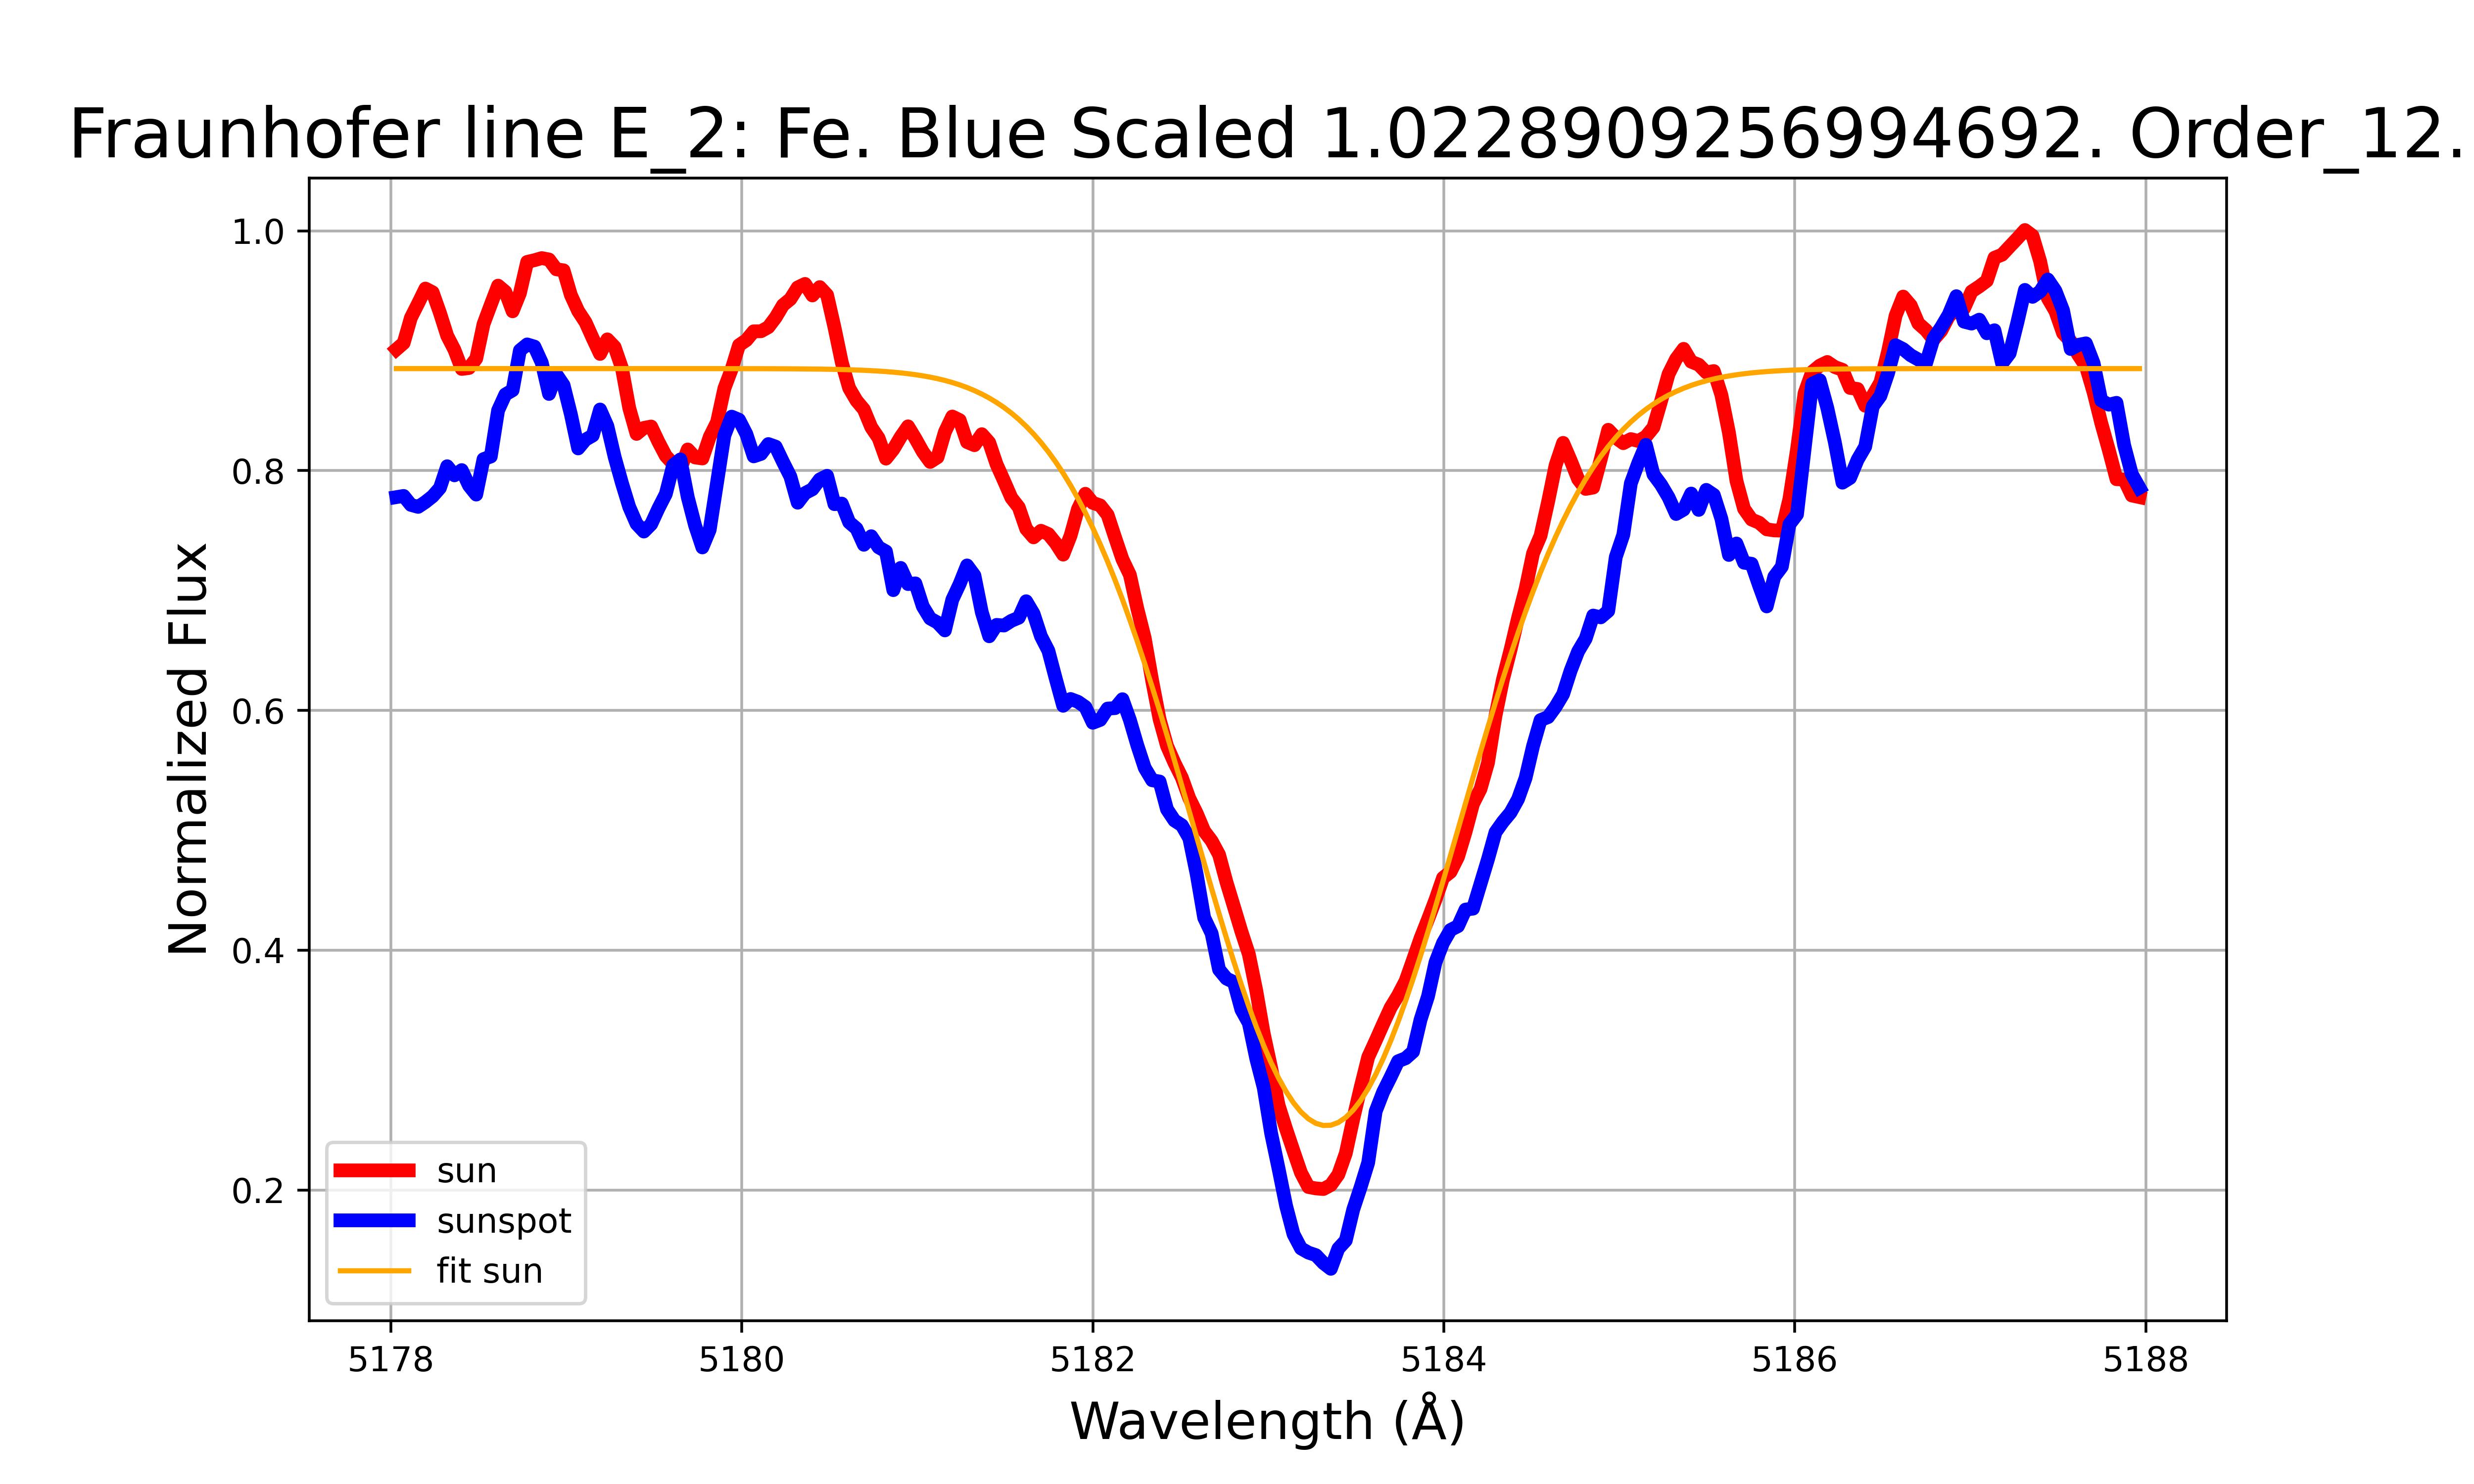 Fraunhofer line E_2: Fe. Blue Scaled 1.0228909256994692. Order_12.
Normalized Flux
1.0
0.8
0.6
0.4
0.2
sun
sunspot
fit sun
5178 5180 5182 5184 5186 5188
Wavelength (Å)